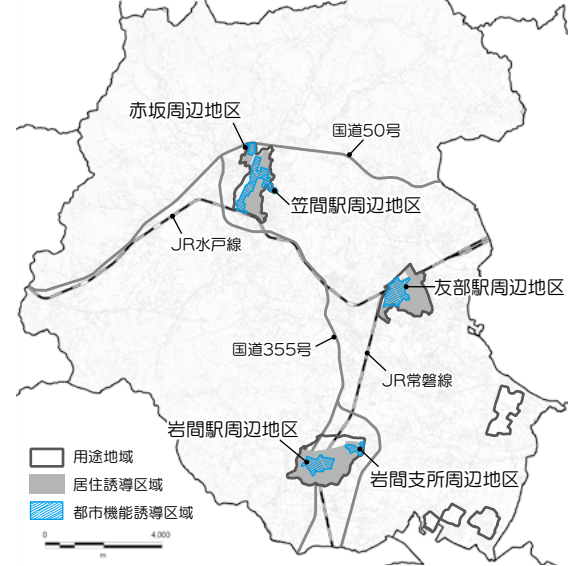 赤坂周辺地区
国道50号
笠間駅周辺地区
JR水戸線
友部駅周辺地区
国道355号
JR常磐線
岩間駅周辺地区
岩間支所周辺地区
用途地域
居住誘導区域
都市機能誘導区域
0 4,000
m